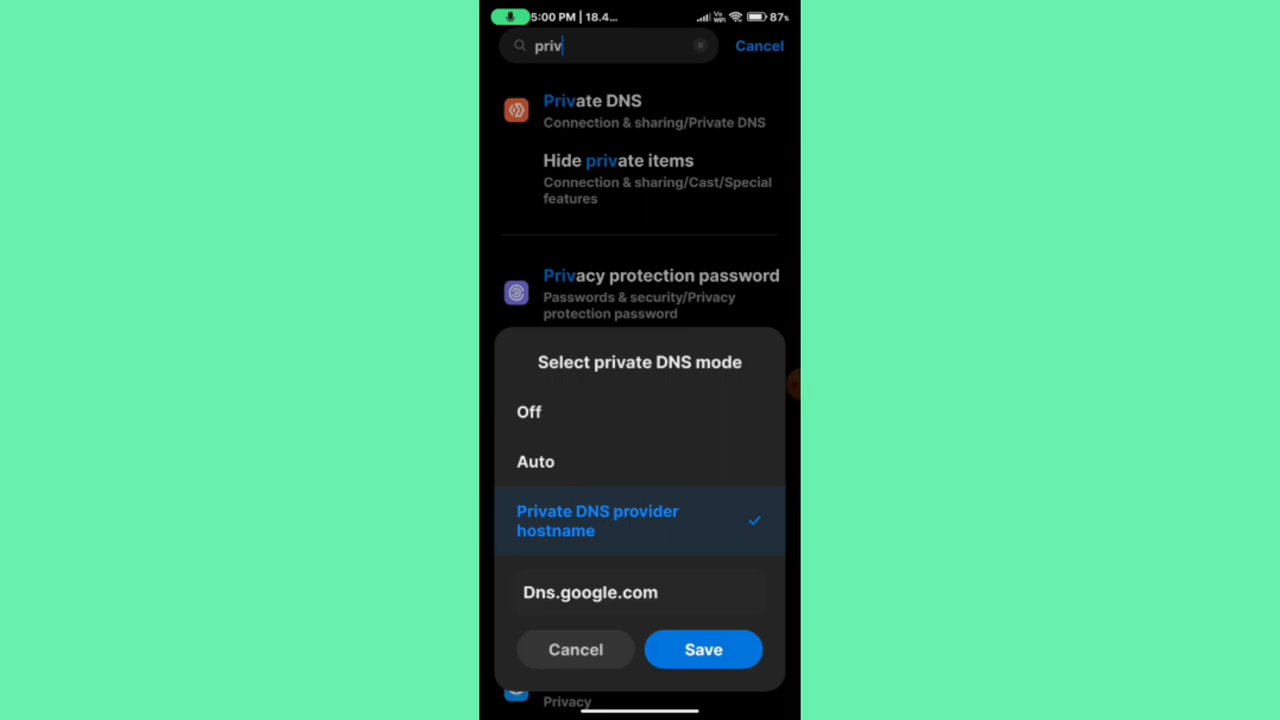 5:00 PM | 18.4...
Vo
WiFi
87%
priv
Cancel
Private DNS
Connection & sharing/Private DNS
Hide private items
Connection & sharing/Cast/Special
features
Privacy protection password
Passwords & security/Privacy
protection password
Select private DNS mode
Off
Auto
Private DNS provider
hostname
Dns.google.com
Cancel
Save
Privacy